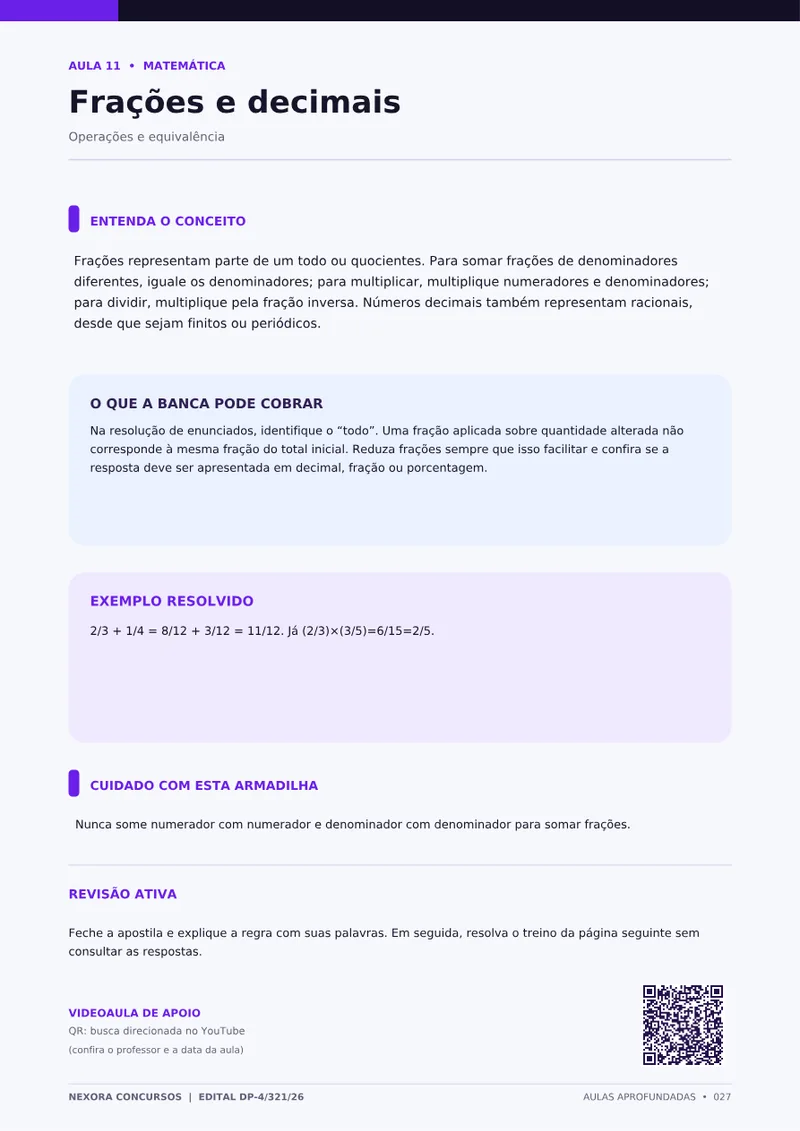 AULA 11 • MATEMÁTICA
Frações e decimais
Operações e equivalência
ENTENDA O CONCEITO
Frações representam parte de um todo ou quocientes. Para somar frações de denominadores
diferentes, iguale os denominadores; para multiplicar, multiplique numeradores e denominadores;
para dividir, multiplique pela fração inversa. Números decimais também representam racionais,
desde que sejam finitos ou periódicos.
O QUE A BANCA PODE COBRAR
Na resolução de enunciados, identifique o “todo”. Uma fração aplicada sobre quantidade alterada não
corresponde à mesma fração do total inicial. Reduza frações sempre que isso facilitar e confira se a
resposta deve ser apresentada em decimal, fração ou porcentagem.
EXEMPLO RESOLVIDO
2/3 + 1/4 = 8/12 + 3/12 = 11/12. Já (2/3)×(3/5)=6/15=2/5.
CUIDADO COM ESTA ARMADILHA
Nunca some numerador com numerador e denominador com denominador para somar frações.
REVISÃO ATIVA
Feche a apostila e explique a regra com suas palavras. Em seguida, resolva o treino da página seguinte sem
consultar as respostas.
VIDEOAULA DE APOIO
QR: busca direcionada no YouTube
(confira o professor e a data da aula)
NEXORA CONCURSOS | EDITAL DP-4/321/26
AULAS APROFUNDADAS • 027